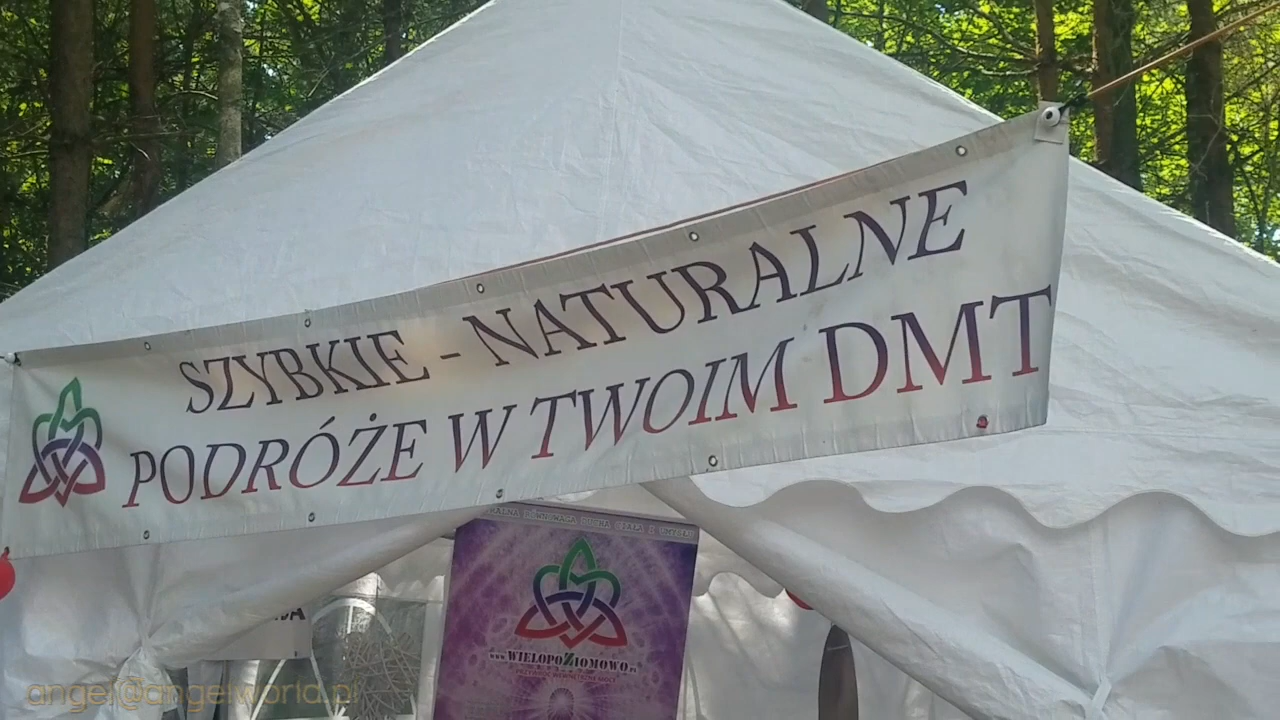 SZYBKIE - NATURALNE
PODRÓŻE W TWOIM DMT
www.WIELOPOZIOMOWO.PL
angel@angelworld.pl